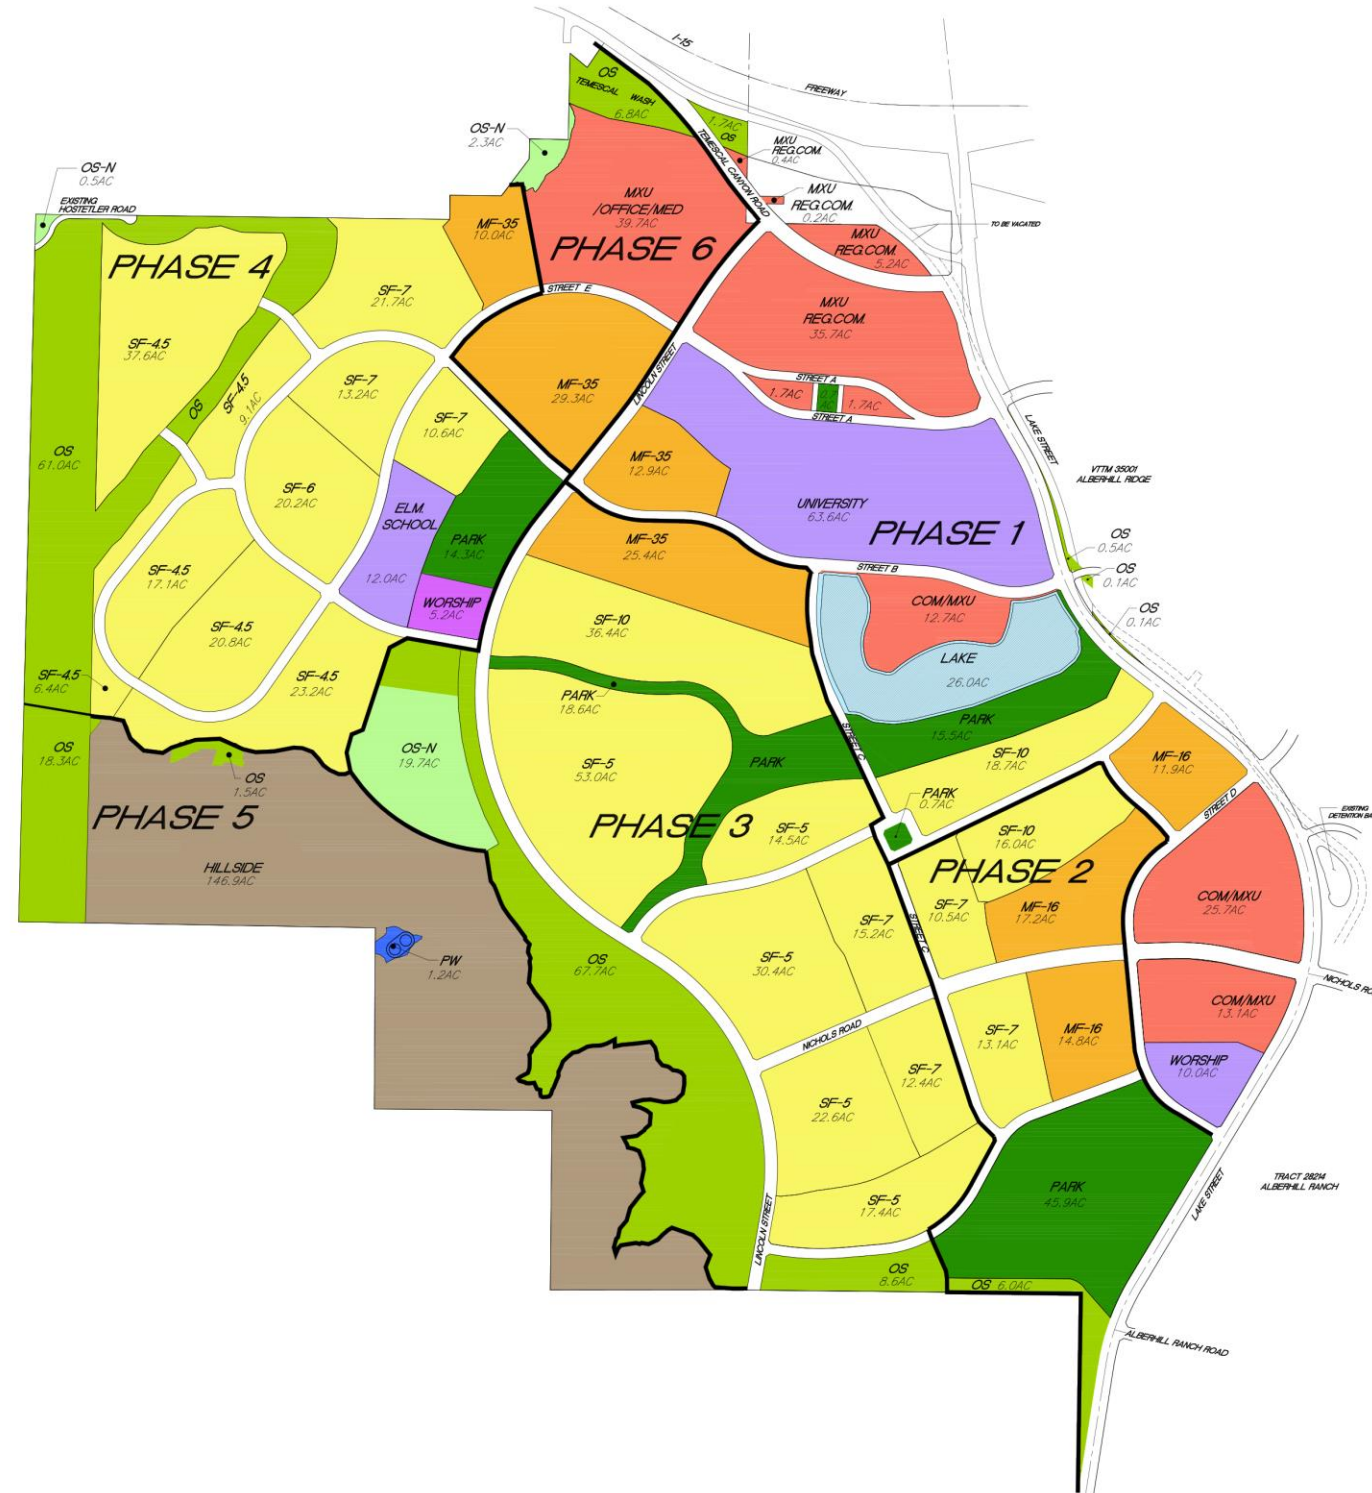 I-15
FREEWAY
OS
TEMESCAL WASH
6.8AC
1.7AC
OS
TEMESCAL CANYON ROAD
MXU
REG.COM.
0.4AC
MXU
REG.COM.
0.2AC
TO BE VACATED
MXU
REG.COM.
5.2AC
OS-N
2.3AC
OS-N
0.5AC
EXISTING
HOSTETLER ROAD
MXU
/OFFICE/MED
39.7AC
PHASE 6
MF-35
10.0AC
PHASE 4
SF-7
21.7AC
STREET E
MXU
REG.COM.
35.7AC
SF-4.5
37.6AC
SF-4.5
9.1AC
OS
SF-7
13.2AC
SF-7
10.6AC
MF-35
29.3AC
LINCOLN STREET
STREET A
1.7AC
1.7AC
STREET A
LAKE STREET
OS
61.0AC
MF-35
12.9AC
VTTM 35001
ALBERHILL RIDGE
SF-6
20.2AC
ELM.
SCHOOL
12.0AC
PARK
14.3AC
UNIVERSITY
63.6AC
PHASE 1
MF-35
25.4AC
OS
0.5AC
OS
0.1AC
OS
0.1AC
STREET B
SF-4.5
17.1AC
WORSHIP
5.2AC
COM/MXU
12.7AC
SF-4.5
20.8AC
SF-10
36.4AC
LAKE
26.0AC
SF-4.5
6.4AC
SF-4.5
23.2AC
PARK
18.6AC
PARK
15.5AC
STREET C
OS
18.3AC
OS-N
19.7AC
OS
1.5AC
SF-5
53.0AC
PARK
SF-10
18.7AC
MF-16
11.9AC
PARK
0.7AC
STREET D
EXISTING
PHASE 5
PHASE 3
SF-5
14.5AC
SF-10
16.0AC
PHASE 2
HILLSIDE
146.9AC
COM/MXU
25.7AC
SF-7
15.2AC
STREET C
SF-7
10.5AC
MF-16
17.2AC
PW
1.2AC
OS
67.7AC
SF-5
30.4AC
NICHOLS ROAD
COM/MXU
13.1AC
SF-7
13.1AC
MF-16
14.8AC
SF-7
12.4AC
WORSHIP
10.0AC
SF-5
22.6AC
LINCOLN STREET
SF-5
17.4AC
PARK
45.9AC
LAKE STREET
TRACT 28214
ALBERHILL RANCH
OS
8.6AC
OS 6.0AC
ALBERHILL RANCH ROAD